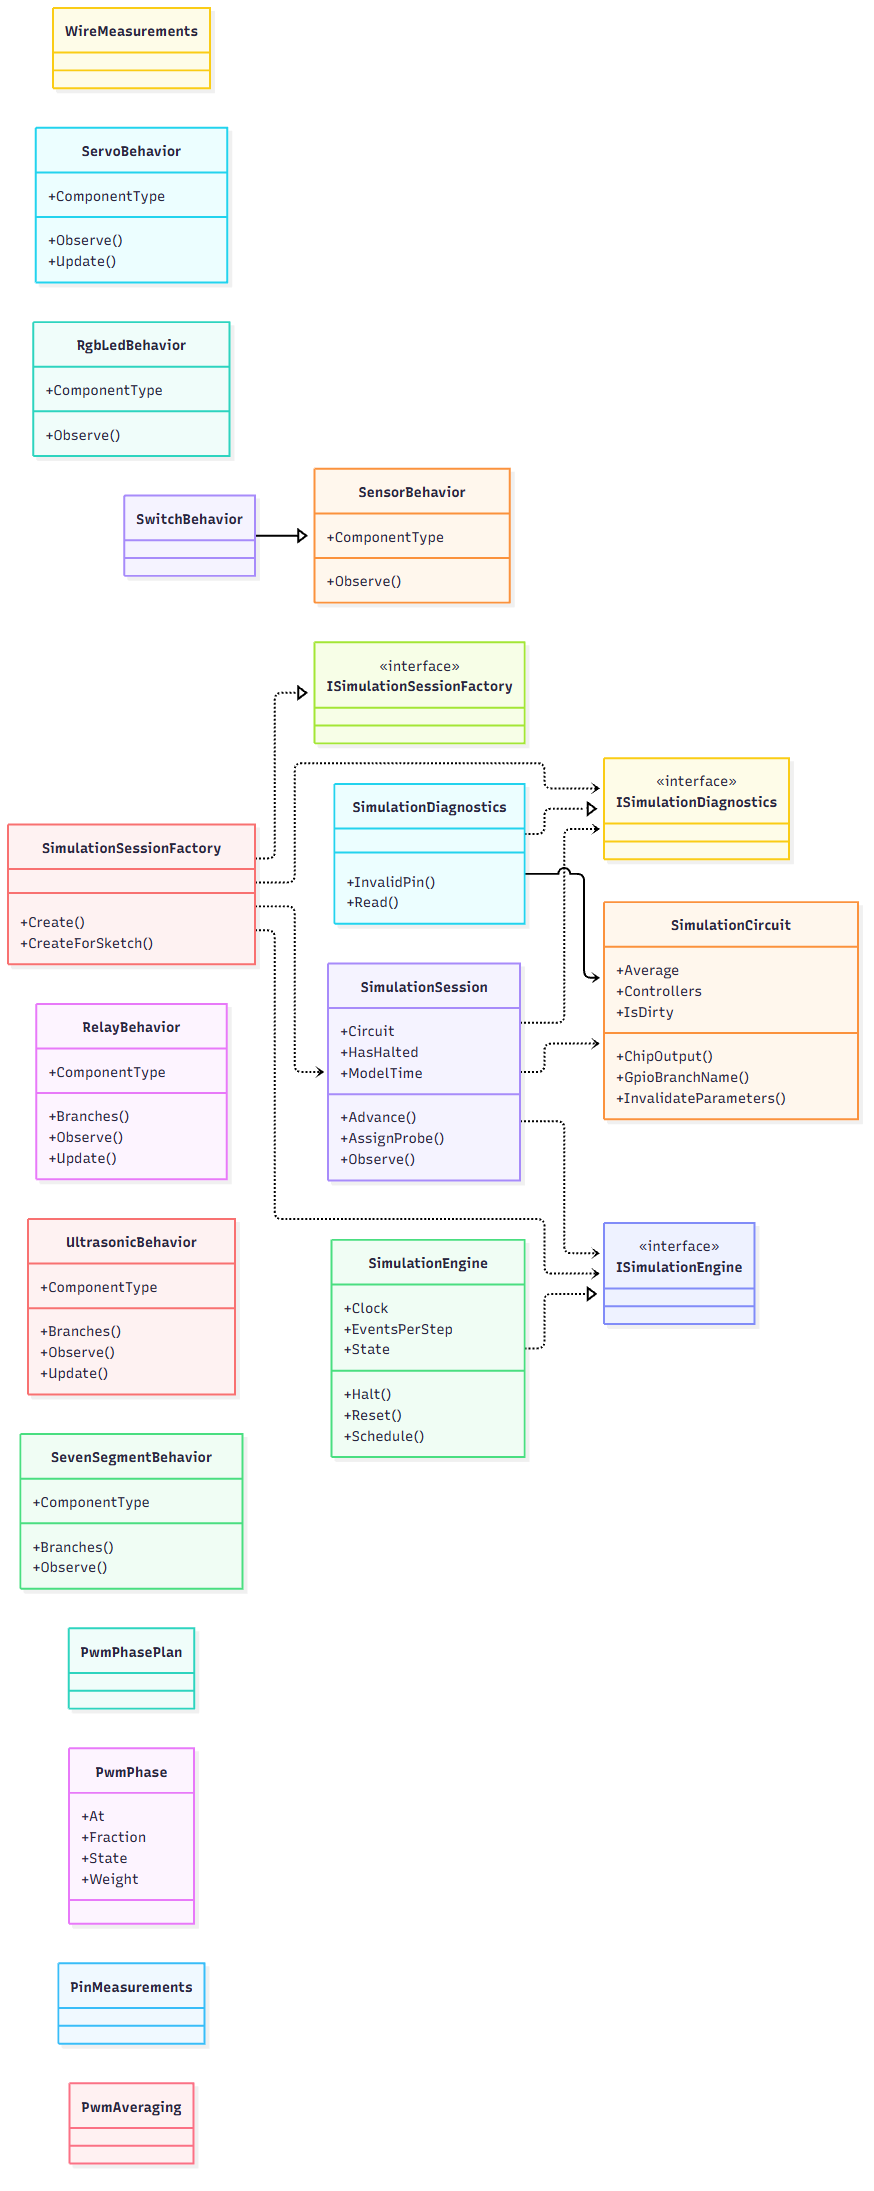 WireMeasurements
ServoBehavior
+ComponentType
+Observe()
+Update()
RgbLedBehavior
+ComponentType
+Observe()
SwitchBehavior
SensorBehavior
+ComponentType
+Observe()
«interface»
ISimulationSessionFactory
«interface»
ISimulationDiagnostics
SimulationDiagnostics
+InvalidPin()
+Read()
SimulationSessionFactory
+Create()
+CreateForSketch()
SimulationCircuit
+Average
+Controllers
+IsDirty
+ChipOutput()
+GpioBranchName()
+InvalidateParameters()
SimulationSession
+Circuit
+HasHalted
+ModelTime
+Advance()
+AssignProbe()
+Observe()
RelayBehavior
+ComponentType
+Branches()
+Observe()
+Update()
UltrasonicBehavior
+ComponentType
+Branches()
+Observe()
+Update()
SimulationEngine
+Clock
+EventsPerStep
+State
+Halt()
+Reset()
+Schedule()
«interface»
ISimulationEngine
SevenSegmentBehavior
+ComponentType
+Branches()
+Observe()
PwmPhasePlan
PwmPhase
+At
+Fraction
+State
+Weight
PinMeasurements
PwmAveraging